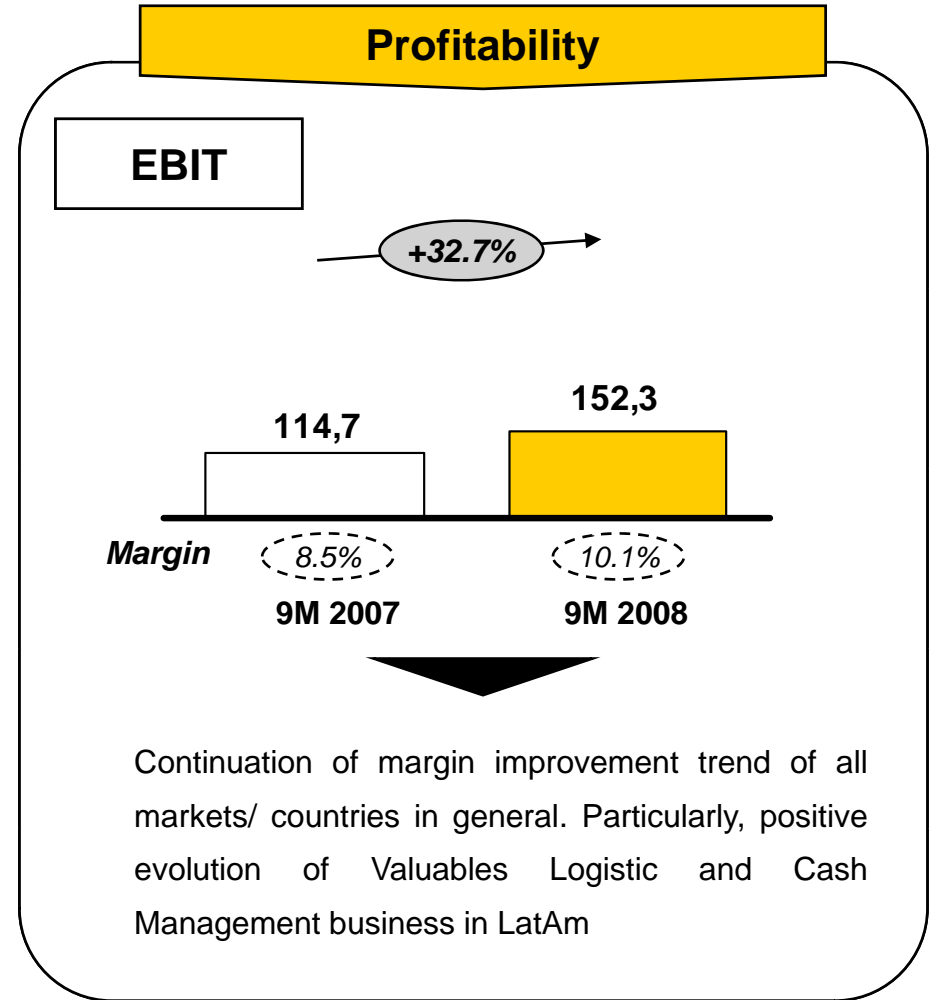 Profitability
EBIT
+32.7%
114,7
152,3
Margin
8.5%
10.1%
9M 2007
9M 2008
Continuation of margin improvement trend of all
markets/ countries in general. Particularly, positive
evolution of Valuables Logistic and Cash
Management business in LatAm